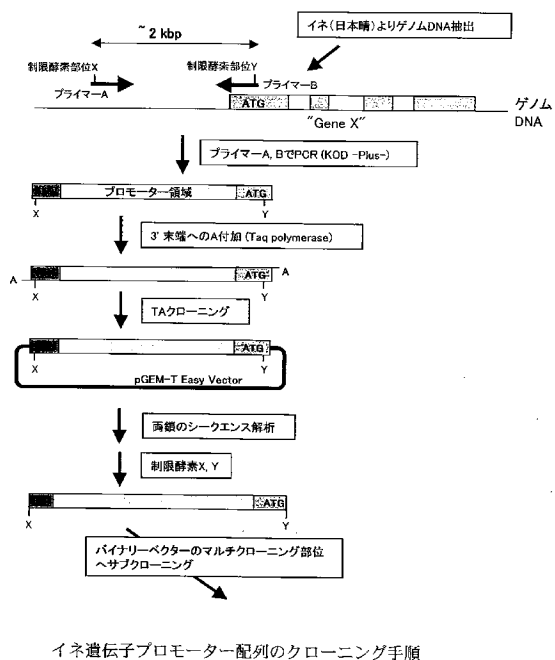 ~ 2 kbp
イネ(日本晴)よりゲノムDNA抽出
制限酵素部位X
制限酵素部位Y
プライマーA
プライマーB
ATG
"Gene X"
ゲノム
DNA
プライマーA, BでPCR (KOD -Plus-)
プロモーター領域
ATG
X
Y
3' 末端へのA付加 (Taq polymerase)
A
ATG
A
X
Y
TAクローニング
ATG
X
Y
pGEM-T Easy Vector
両鎖のシークエンス解析
制限酵素X, Y
ATG
X
Y
バイナリーベクターのマルチクローニング部位
へサブクローニング
イネ遺伝子プロモーター配列のクローニング手順